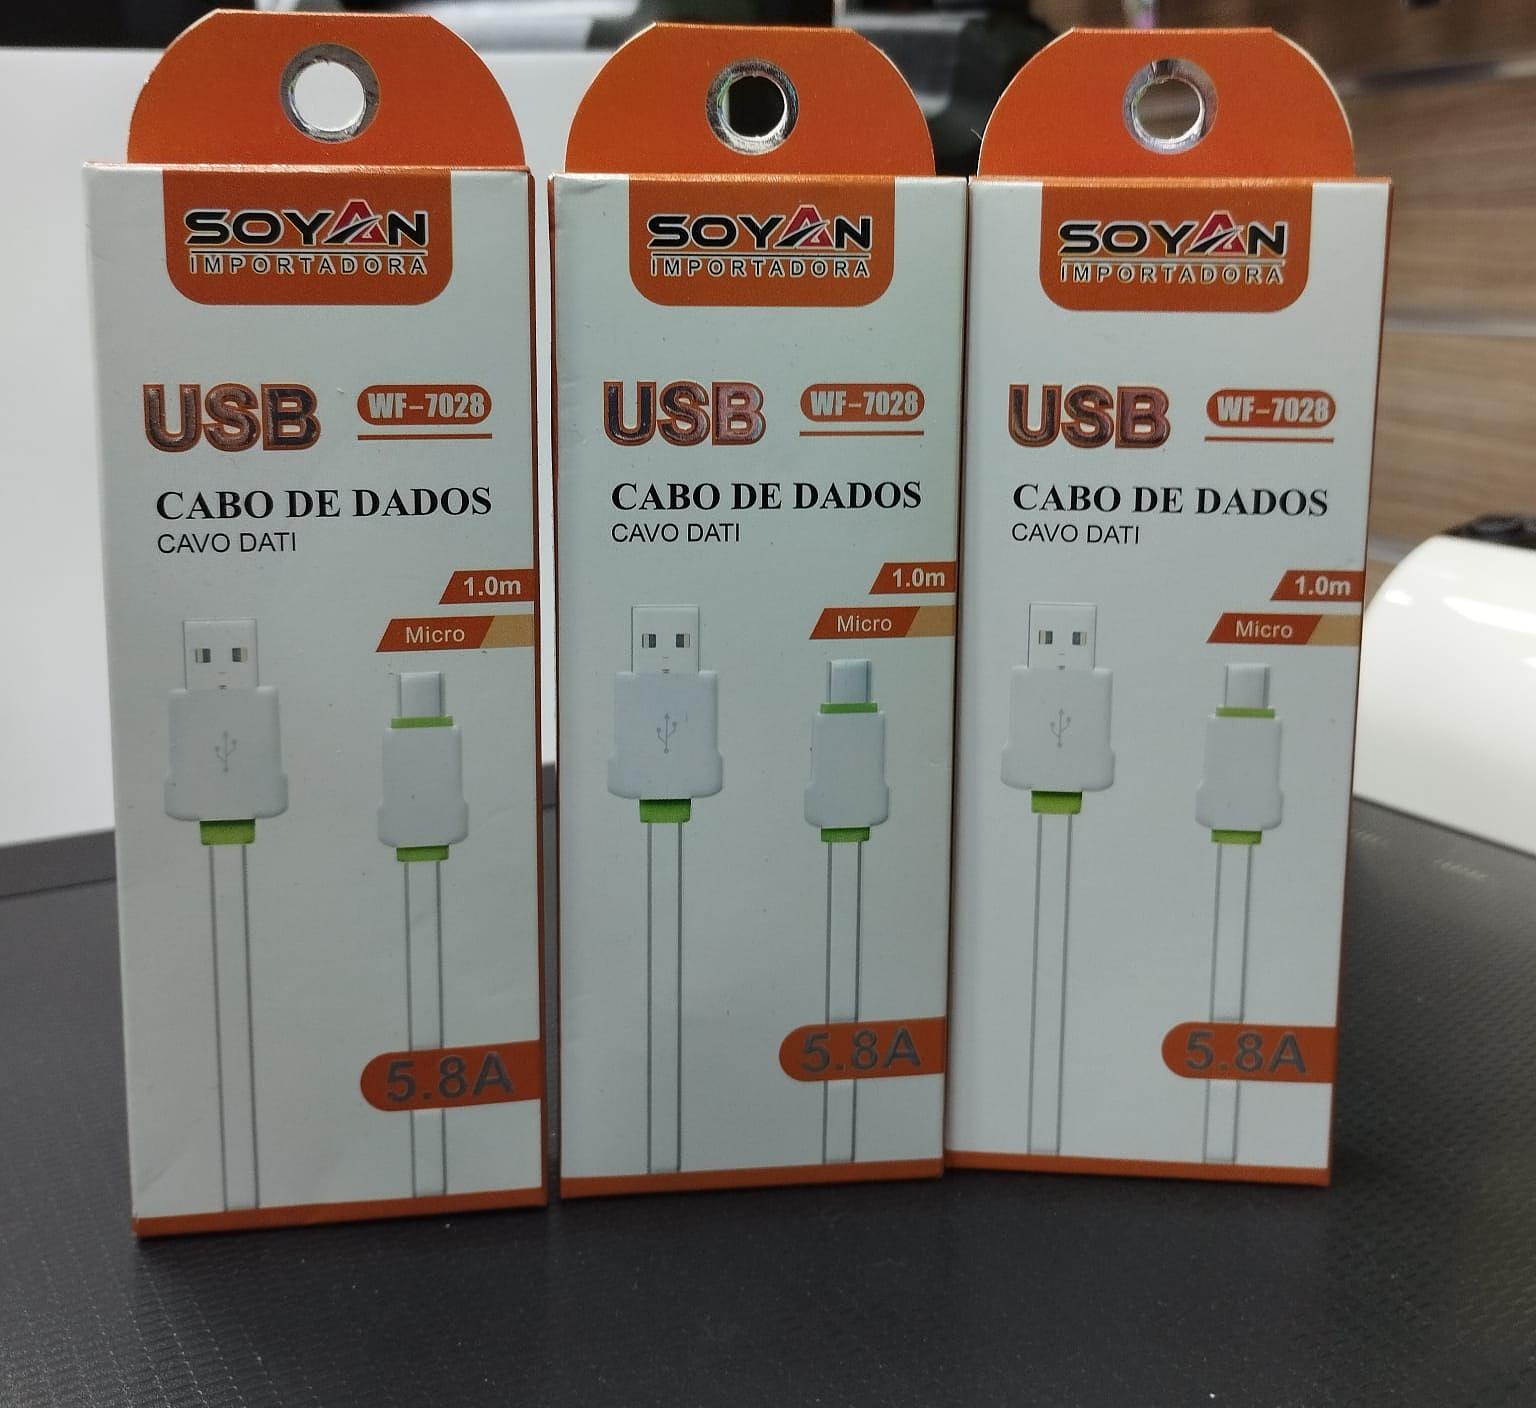 SOYAN
IMPORTADORA
USB
WF-7028
CABO DE DADOS
CAVO DATI
1.0m
Micro
5.8A
SOYAN
IMPORTADORA
USB
WF-7028
CABO DE DADOS
CAVO DATI
1.0m
Micro
5.8A
SOYAN
IMPORTADORA
USB
WF-7028
CABO DE DADOS
CAVO DATI
1.0m
Micro
5.8A